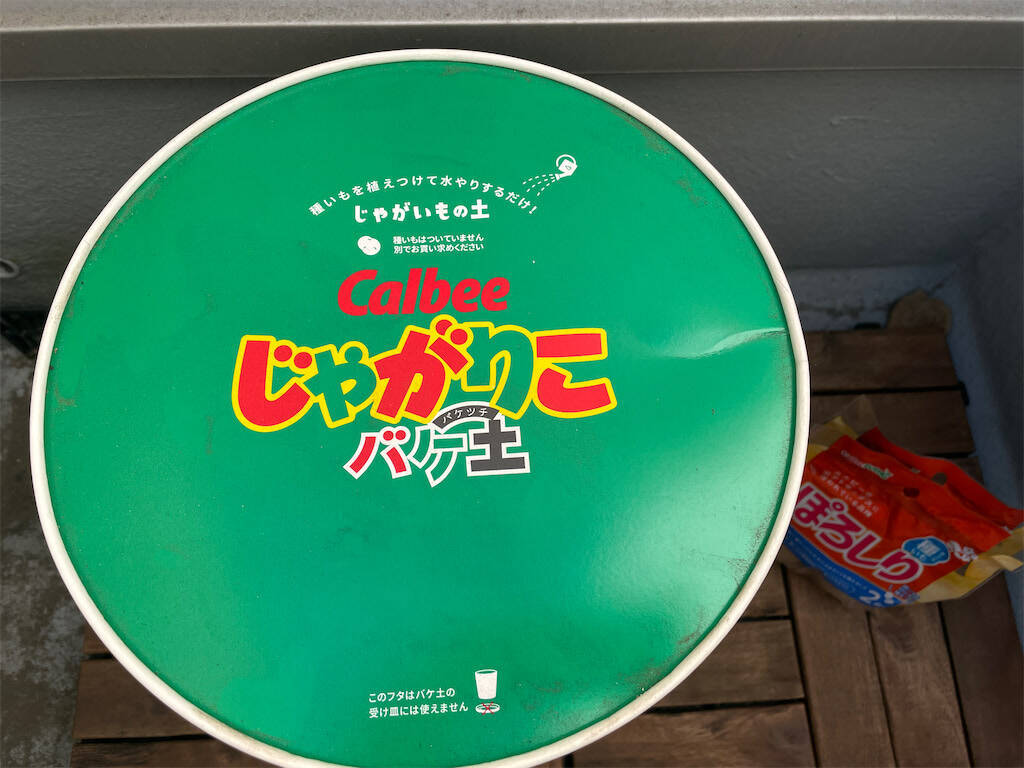 種いもを植えつけて水やりするだけ!
じゃがいもの土
種いもはついていません
別でお買い求めください
Calbee
じゃがりこ
バケツチ
バケ土
このフタはバケ土の
受け皿には使えません
ぽろしり